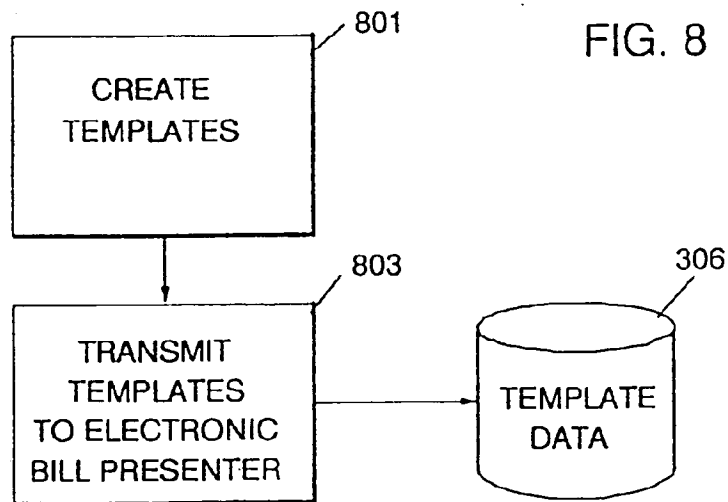 801
FIG. 8
CREATE
TEMPLATES
803
306
TRANSMIT
TEMPLATES
TO ELECTRONIC
BILL PRESENTER
TEMPLATE
DATA